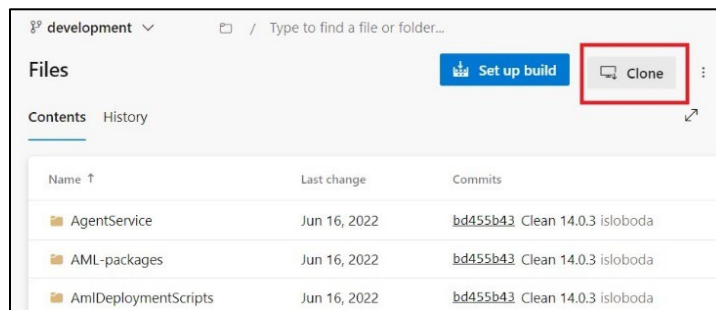 development / Type to find a file or folder...
Files Set up build Clone
Contents History
Name ↑ Last change Commits
AgentService Jun 16, 2022 bd455b43 Clean 14.0.3 isloboda
AML-packages Jun 16, 2022 bd455b43 Clean 14.0.3 isloboda
AmlDeploymentScripts Jun 16, 2022 bd455b43 Clean 14.0.3 isloboda